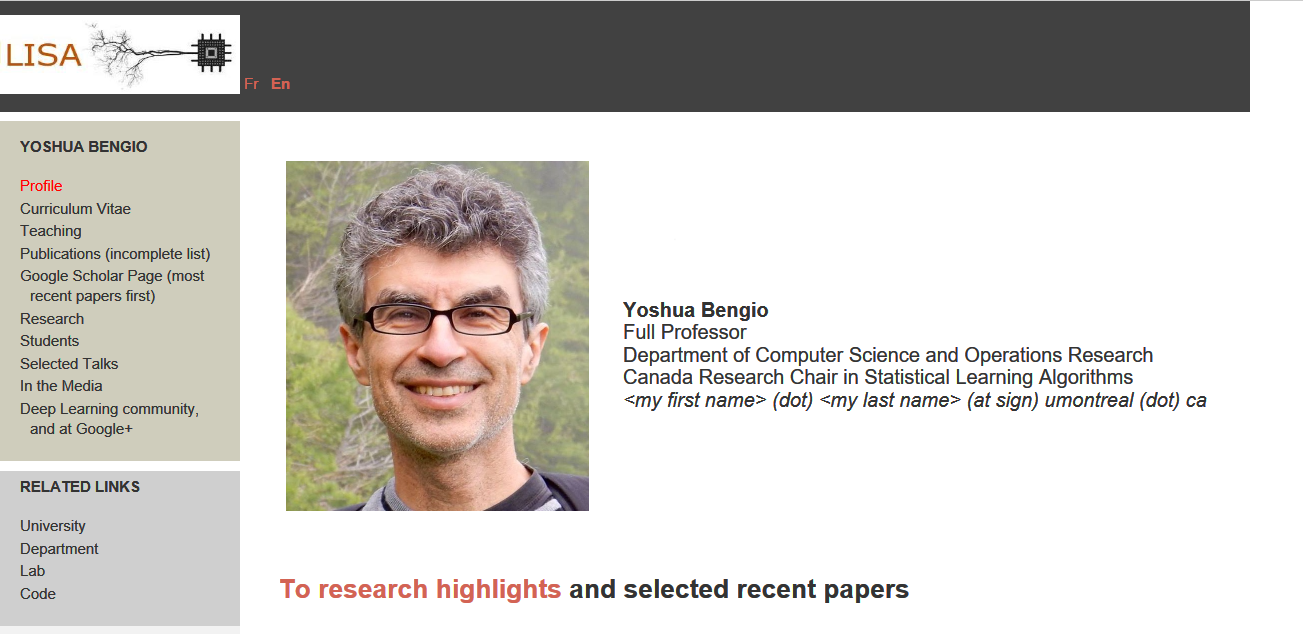 LISA
Fr En
YOSHUA BENGIO
Profile
Curriculum Vitae
Teaching
Publications (incomplete list)
Google Scholar Page (most
recent papers first)
Research
Students
Selected Talks
In the Media
Deep Learning community,
and at Google+
RELATED LINKS
University
Department
Lab
Code
Yoshua Bengio
Full Professor
Department of Computer Science and Operations Research
Canada Research Chair in Statistical Learning Algorithms
<my first name> (dot) <my last name> (at sign) umontreal (dot) ca
To research highlights and selected recent papers